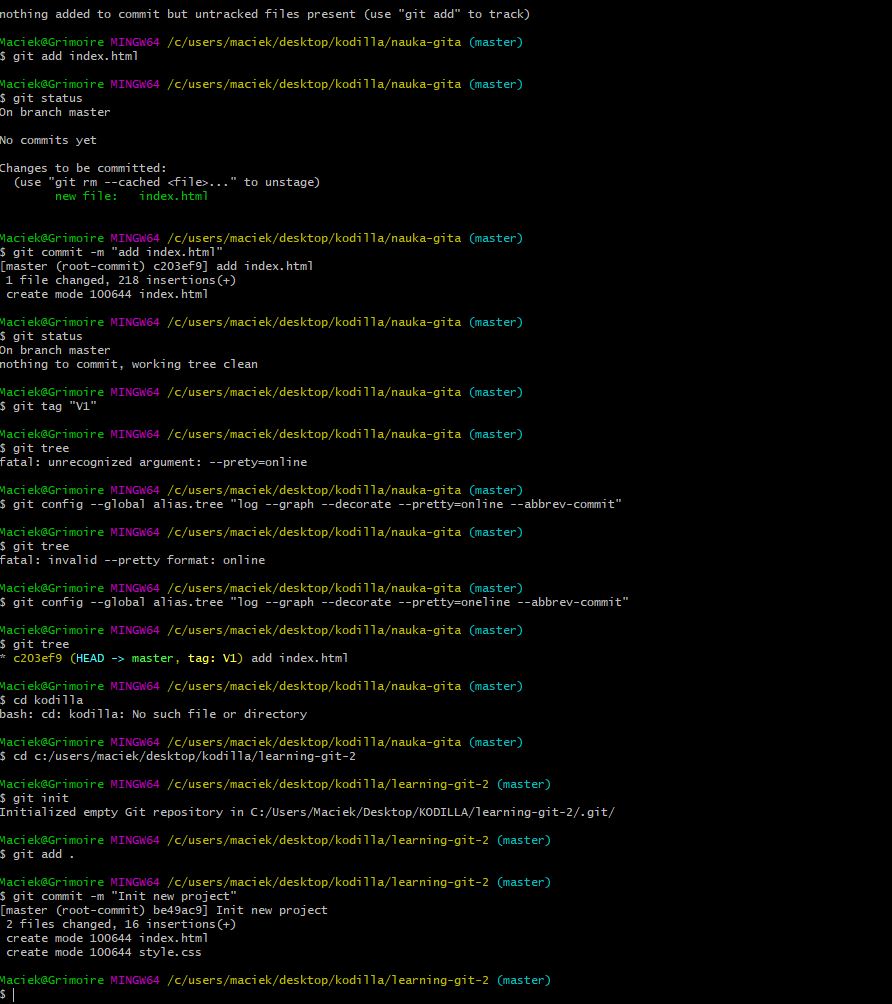 nothing added to commit but untracked files present (use "git add" to track)
Maciek@Grimoire MINGW64 /c/users/maciek/desktop/kodilla/nauka-gita (master)
$ git add index.html
Maciek@Grimoire MINGW64 /c/users/maciek/desktop/kodilla/nauka-gita (master)
$ git status
On branch master
No commits yet
Changes to be committed:
  (use "git rm --cached <file>..." to unstage)
        new file:   index.html
Maciek@Grimoire MINGW64 /c/users/maciek/desktop/kodilla/nauka-gita (master)
$ git commit -m "add index.html"
[master (root-commit) c203ef9] add index.html
 1 file changed, 218 insertions(+)
 create mode 100644 index.html
Maciek@Grimoire MINGW64 /c/users/maciek/desktop/kodilla/nauka-gita (master)
$ git status
On branch master
nothing to commit, working tree clean
Maciek@Grimoire MINGW64 /c/users/maciek/desktop/kodilla/nauka-gita (master)
$ git tag "V1"
Maciek@Grimoire MINGW64 /c/users/maciek/desktop/kodilla/nauka-gita (master)
$ git tree
fatal: unrecognized argument: --prety=online
Maciek@Grimoire MINGW64 /c/users/maciek/desktop/kodilla/nauka-gita (master)
$ git config --global alias.tree "log --graph --decorate --pretty=online --abbrev-commit"
Maciek@Grimoire MINGW64 /c/users/maciek/desktop/kodilla/nauka-gita (master)
$ git tree
fatal: invalid --pretty format: online
Maciek@Grimoire MINGW64 /c/users/maciek/desktop/kodilla/nauka-gita (master)
$ git config --global alias.tree "log --graph --decorate --pretty=oneline --abbrev-commit"
Maciek@Grimoire MINGW64 /c/users/maciek/desktop/kodilla/nauka-gita (master)
$ git tree
* c203ef9 (HEAD -> master, tag: V1) add index.html
Maciek@Grimoire MINGW64 /c/users/maciek/desktop/kodilla/nauka-gita (master)
$ cd kodilla
bash: cd: kodilla: No such file or directory
Maciek@Grimoire MINGW64 /c/users/maciek/desktop/kodilla/nauka-gita (master)
$ cd c:/users/maciek/desktop/kodilla/learning-git-2
Maciek@Grimoire MINGW64 /c/users/maciek/desktop/kodilla/learning-git-2 (master)
$ git init
Initialized empty Git repository in C:/Users/Maciek/Desktop/KODILLA/learning-git-2/.git/
Maciek@Grimoire MINGW64 /c/users/maciek/desktop/kodilla/learning-git-2 (master)
$ git add .
Maciek@Grimoire MINGW64 /c/users/maciek/desktop/kodilla/learning-git-2 (master)
$ git commit -m "Init new project"
[master (root-commit) be49ac9] Init new project
 2 files changed, 16 insertions(+)
 create mode 100644 index.html
 create mode 100644 style.css
Maciek@Grimoire MINGW64 /c/users/maciek/desktop/kodilla/learning-git-2 (master)
$